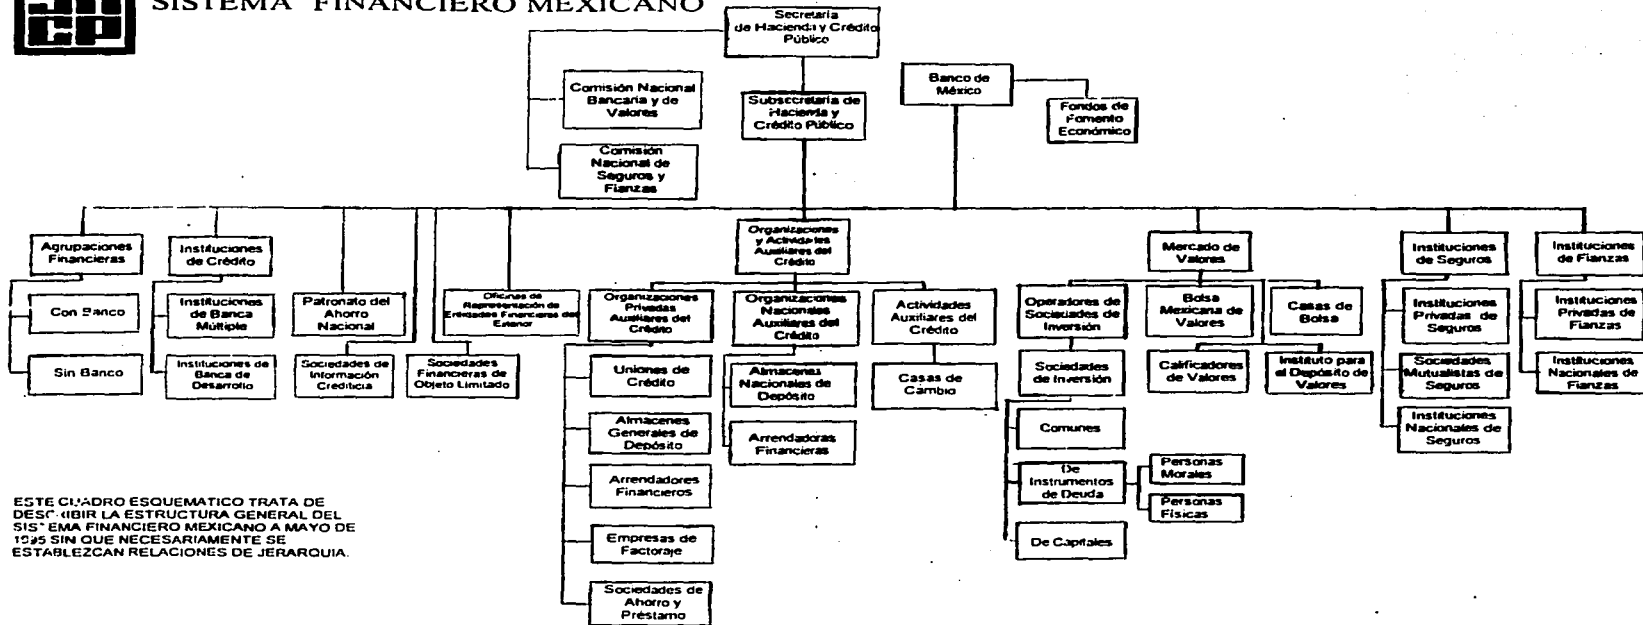 SISTEMA FINANCIERO MEXICANO
Secretaría
de Hacienda y Crédito
Público
Comisión Nacional
Bancaria y de
Valores
Subsecretaría de
Hacienda y
Crédito Público
Banco de
México
Fondos de
Fomento
Económico
Comisión
Nacional de
Seguros y
Fianzas
Agrupaciones
Financieras
Instituciones
de Crédito
Organizaciones
y Actividades
Auxiliares del
Crédito
Mercado de
Valores
Instituciones
de Seguros
Instituciones
de Fianzas
Con Banco
Instituciones
de Banca
Múltiple
Patronato del
Ahorro
Nacional
Oficinas de
Representación de
Entidades Financieras del
Exterior
Organizaciones
Privadas
Auxiliares del
Crédito
Organizaciones
Nacionales
Auxiliares del
Crédito
Actividades
Auxiliares del
Crédito
Operadores de
Sociedades de
Inversión
Bolsa
Mexicana de
Valores
Casas de
Bolsa
Instituciones
Privadas de
Seguros
Instituciones
Privadas de
Fianzas
Sin Banco
Instituciones de
Banca de
Desarrollo
Sociedades de
Información
Crediticia
Sociedades
Financieras de
Objeto Limitado
Uniones de
Crédito
Almacenes
Nacionales de
Depósito
Casas de
Cambio
Sociedades
de Inversión
Calificadores
de Valores
Instituto para
el Depósito de
Valores
Sociedades
Mutualistas de
Seguros
Instituciones
Nacionales de
Fianzas
Almacenes
Generales de
Depósito
Arrendadoras
Financieras
Comunes
Instituciones
Nacionales de
Seguros
Arrendadores
Financieros
De
Instrumentos
de Deuda
Personas
Morales
Personas
Físicas
Empresas de
Factoraje
De Capitales
Sociedades de
Ahorro y
Préstamo
ESTE CUADRO ESQUEMATICO TRATA DE
DESCRIBIR LA ESTRUCTURA GENERAL DEL
SISTEMA FINANCIERO MEXICANO A MAYO DE
1995 SIN QUE NECESARIAMENTE SE
ESTABLEZCAN RELACIONES DE JERARQUIA.